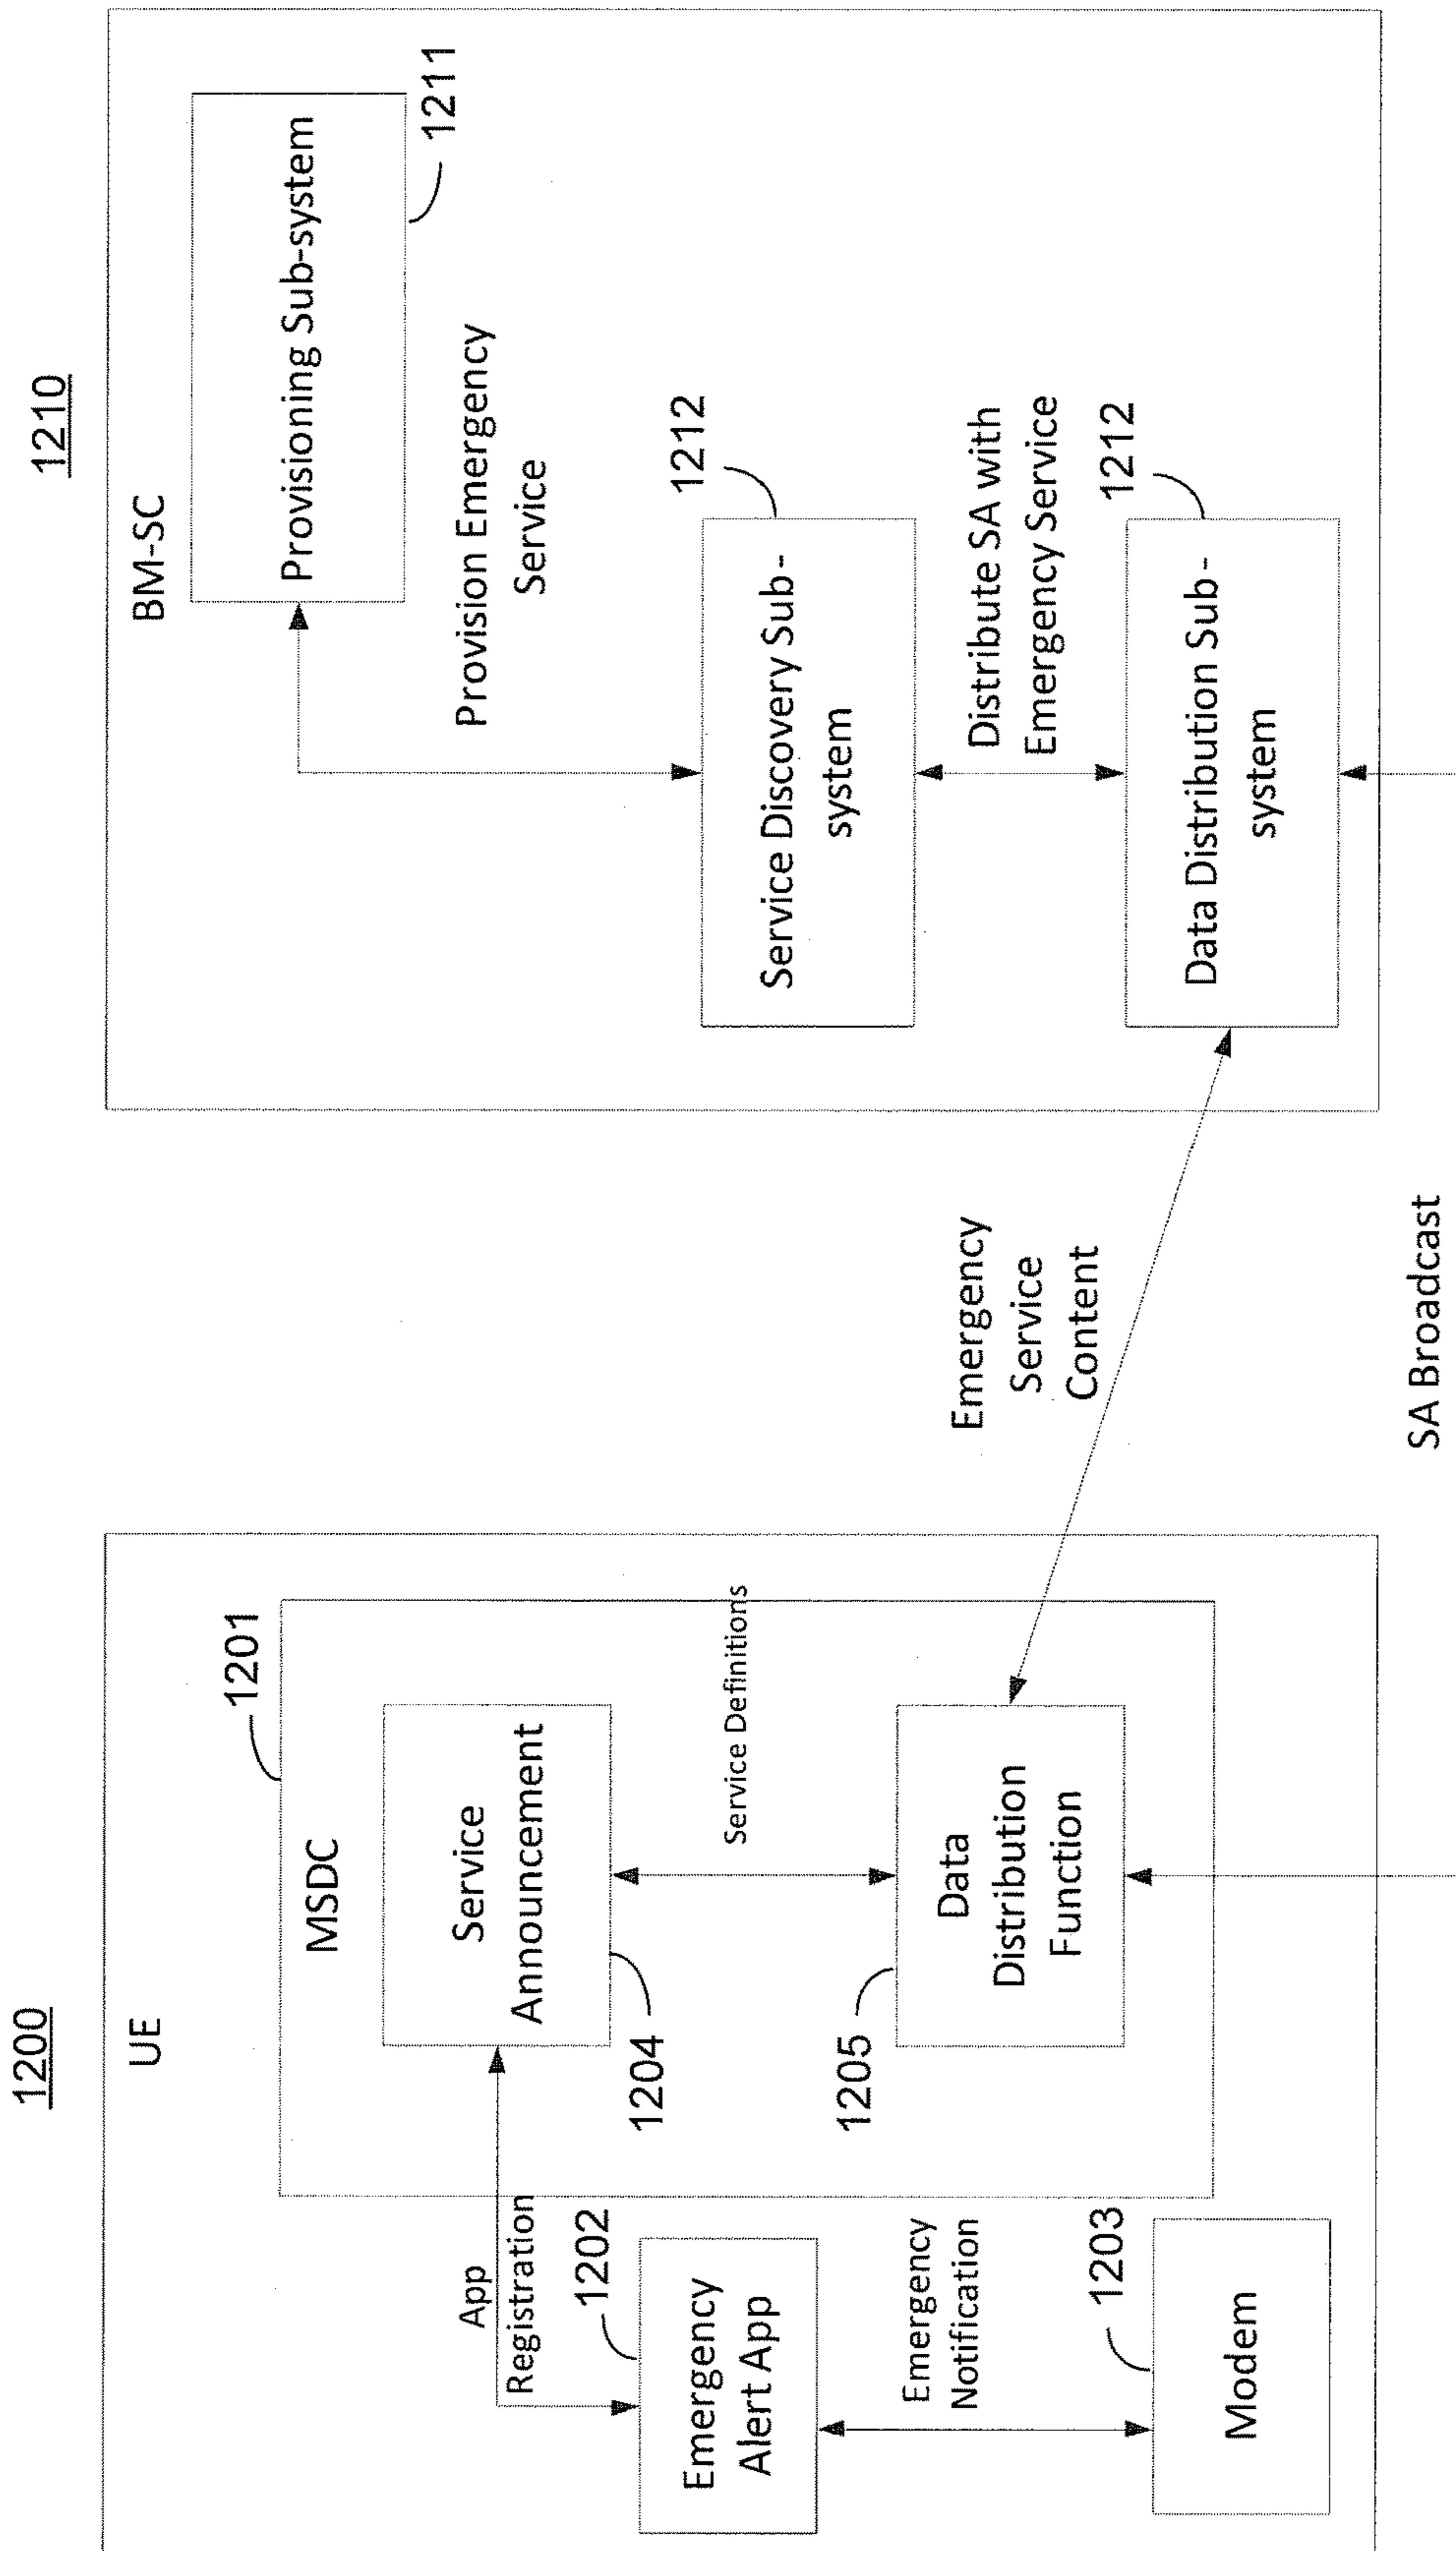 1200
UE
MSDC
1201
Service
Announcement
1204
App
Registration
1202
Emergency
Alert App
Emergency
Notification
1203
Modem
Service Definitions
1205
Data
Distribution
Function
Emergency
Service
Content
SA Broadcast
1210
BM-SC
Provisioning Sub-system
1211
Provision Emergency
Service
1212
Service Discovery Sub-
system
Distribute SA with
Emergency Service
1212
Data Distribution Sub-
system